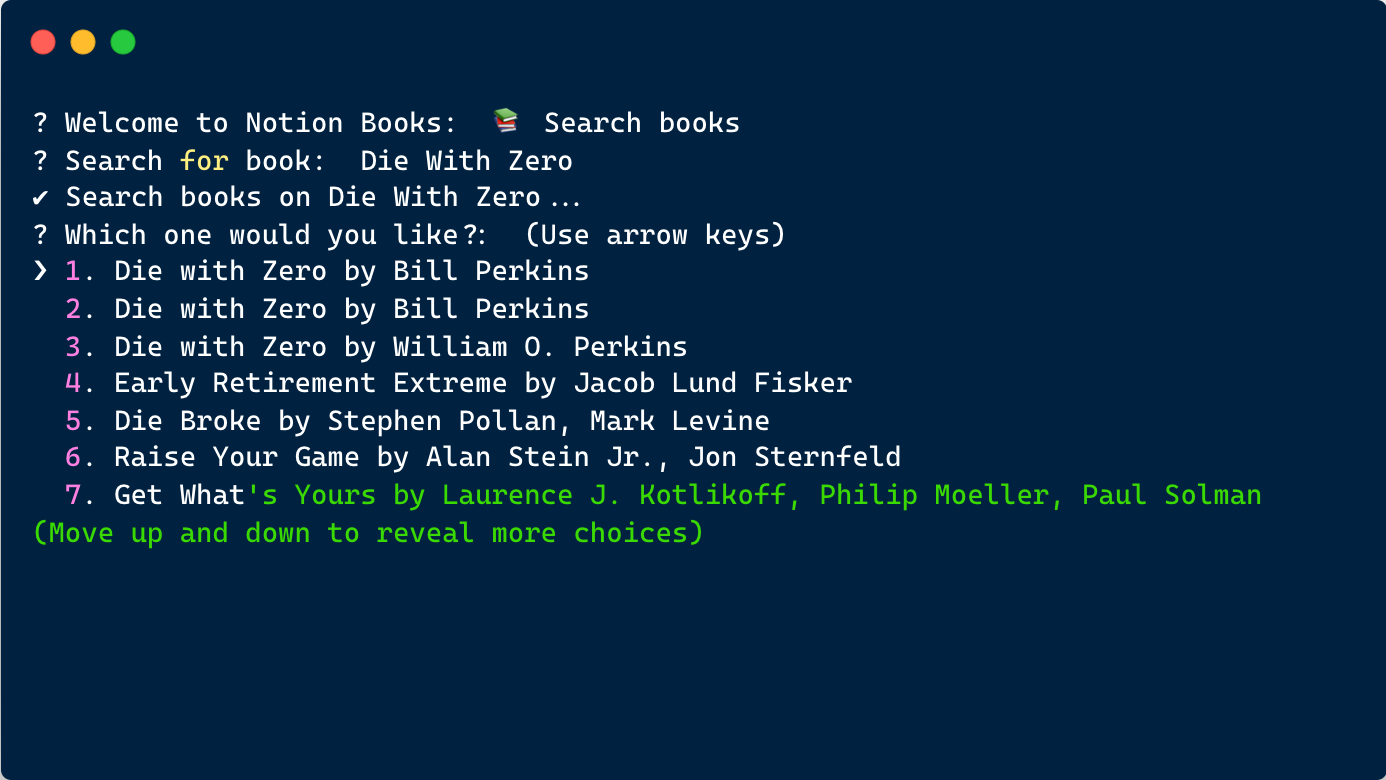 ? Welcome to Notion Books: 📚 Search books
? Search for book: Die With Zero
✔ Search books on Die With Zero...
? Which one would you like?: (Use arrow keys)
❯ 1. Die with Zero by Bill Perkins
2. Die with Zero by Bill Perkins
3. Die with Zero by William O. Perkins
4. Early Retirement Extreme by Jacob Lund Fisker
5. Die Broke by Stephen Pollan, Mark Levine
6. Raise Your Game by Alan Stein Jr., Jon Sternfeld
7. Get What's Yours by Laurence J. Kotlikoff, Philip Moeller, Paul Solman
(Move up and down to reveal more choices)